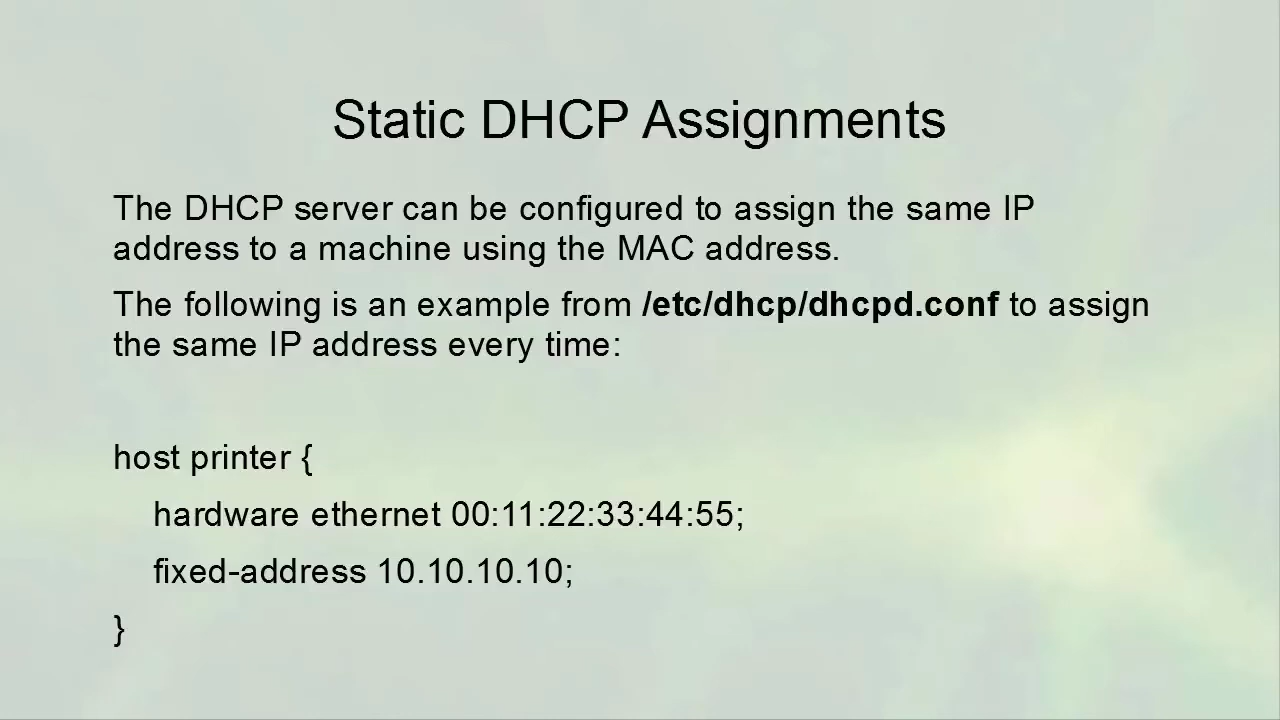 Static DHCP Assignments
The DHCP server can be configured to assign the same IP
address to a machine using the MAC address.
The following is an example from /etc/dhcp/dhcpd.conf to assign
the same IP address every time:
host printer {
hardware ethernet 00:11:22:33:44:55;
fixed-address 10.10.10.10;
}